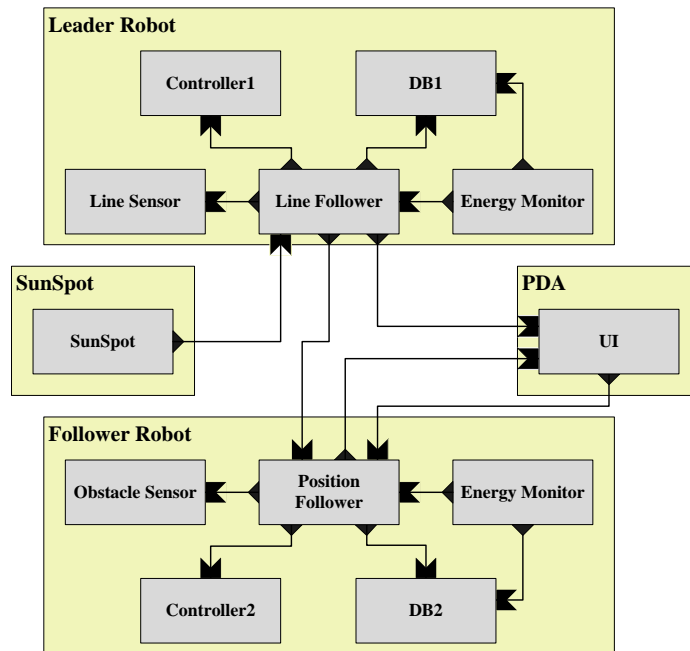 Leader Robot
Controller1
DB1
Line Sensor
Line Follower
Energy Monitor
SunSpot
PDA
SunSpot
UI
Follower Robot
Obstacle Sensor
Position
Follower
Energy Monitor
Controller2
DB2